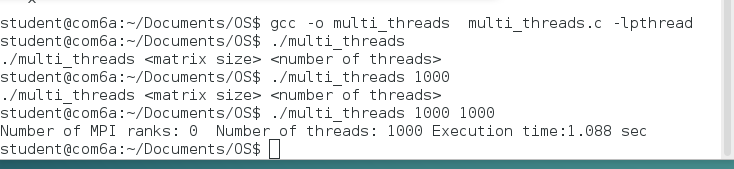 student@com6a:~/Documents/OS$ gcc -o multi_threads  multi_threads.c -lpthread
student@com6a:~/Documents/OS$ ./multi_threads
./multi_threads <matrix size> <number of threads>
student@com6a:~/Documents/OS$ ./multi_threads 1000
./multi_threads <matrix size> <number of threads>
student@com6a:~/Documents/OS$ ./multi_threads 1000 1000
Number of MPI ranks: 0  Number of threads: 1000 Execution time:1.088 sec
student@com6a:~/Documents/OS$